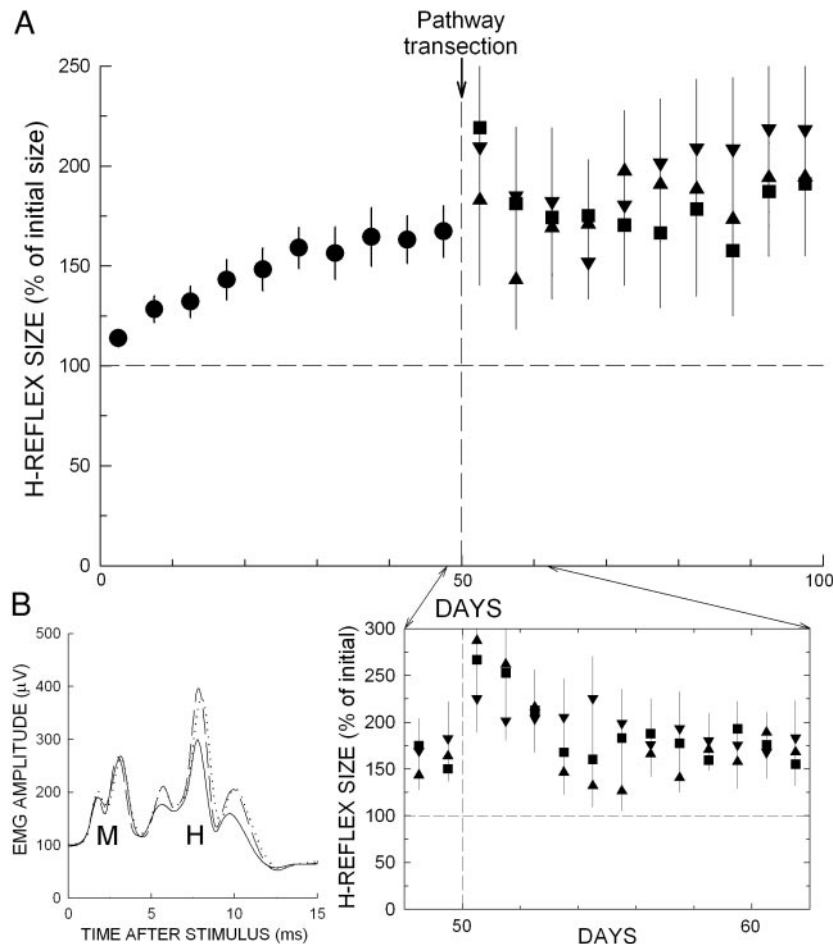 A
Pathway
transection
H-REFLEX SIZE (% of initial size)
250
200
150
100
50
0
0
50
100
DAYS
B
EMG AMPLITUDE (µV)
500
400
300
200
100
0
M
H
0
5
10
15
TIME AFTER STIMULUS (ms)
H-REFLEX SIZE (% of initial)
300
250
200
150
100
50
0
50
60
DAYS